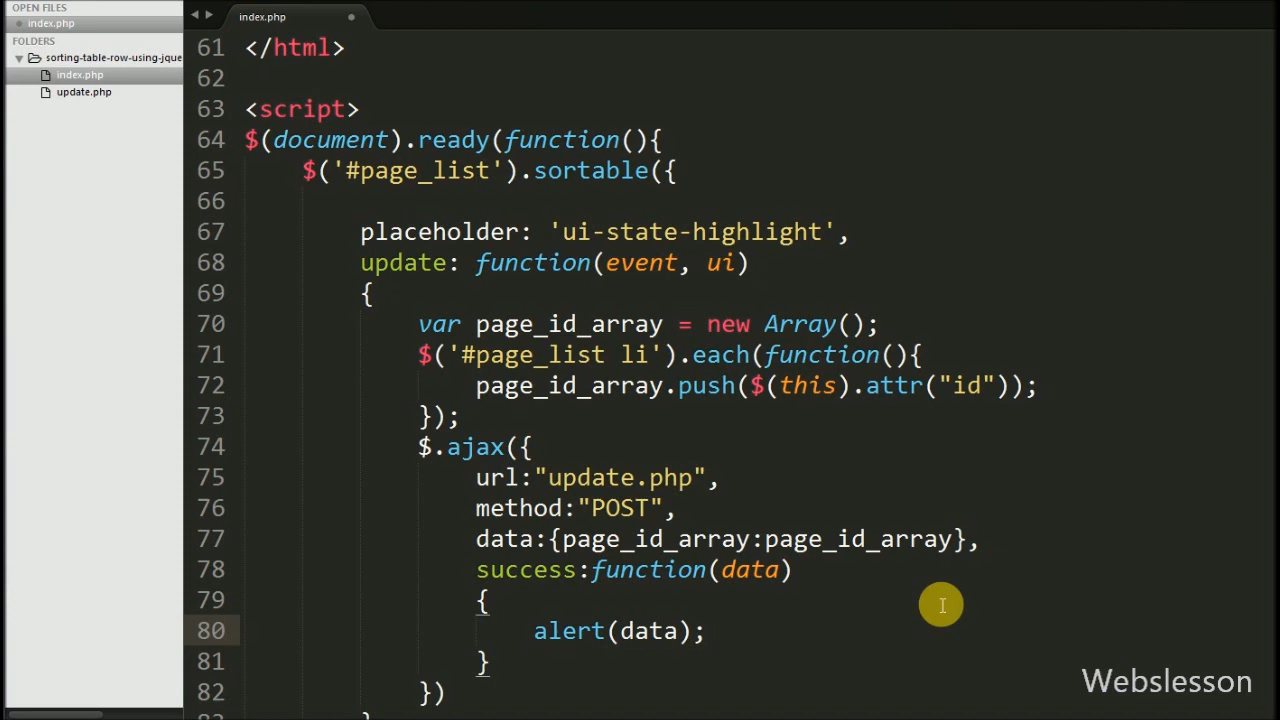 OPEN FILES
index.php
FOLDERS
sorting-table-row-using-jque
index.php
update.php
index.php
61 </html>
62
63 <script>
64 $(document).ready(function(){
65 $('#page_list').sortable({
66
67 placeholder: 'ui-state-highlight',
68 update: function(event, ui)
69 {
70 var page_id_array = new Array();
71 $('#page_list li').each(function(){
72 page_id_array.push($(this).attr("id"));
73 });
74 $.ajax({
75 url:"update.php",
76 method:"POST",
77 data:{page_id_array:page_id_array},
78 success:function(data)
79 {
80 alert(data);
81 }
82 })
Webslesson